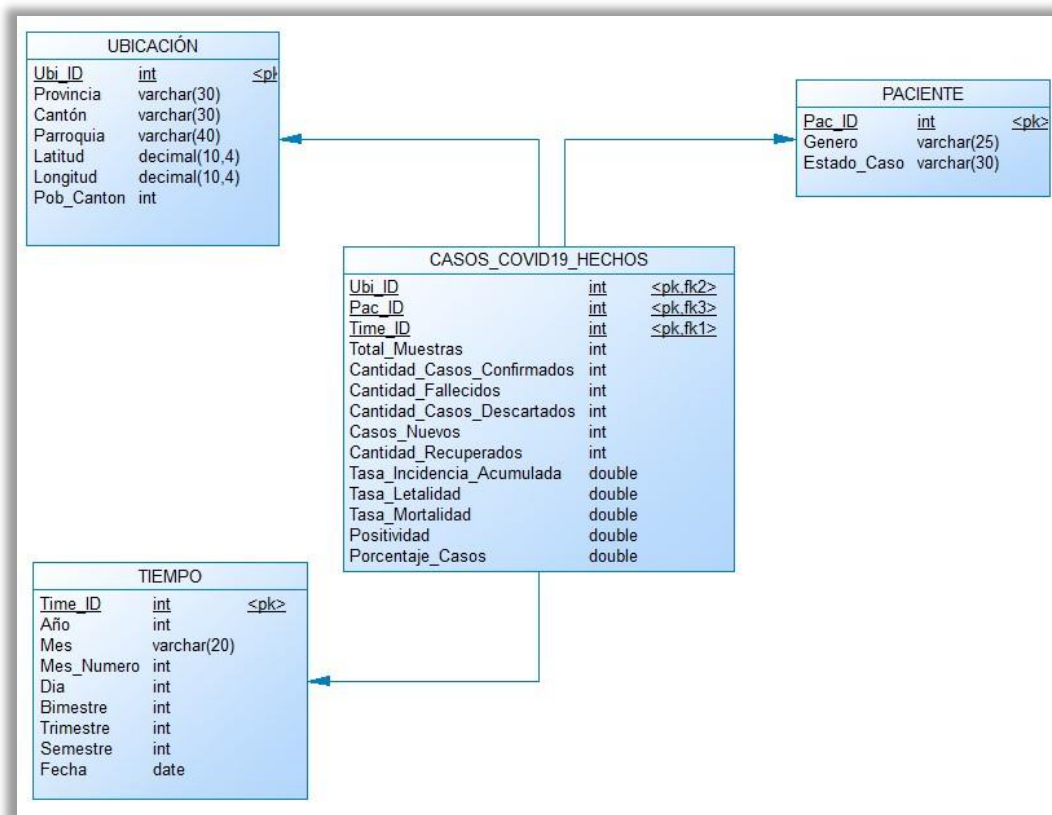 UBICACIÓN
Ubi_ID int <pk
Provincia varchar(30)
Cantón varchar(30)
Parroquia varchar(40)
Latitud decimal(10,4)
Longitud decimal(10,4)
Pob_Canton int
PACIENTE
Pac_ID int <pk>
Genero varchar(25)
Estado_Caso varchar(30)
CASOS_COVID19_HECHOS
Ubi_ID int <pk,fk2>
Pac_ID int <pk,fk3>
Time_ID int <pk,fk1>
Total_Muestras int
Cantidad_Casos_Confirmados int
Cantidad_Fallecidos int
Cantidad_Casos_Descartados int
Casos_Nuevos int
Cantidad_Recuperados int
Tasa_Incidencia_Acumulada double
Tasa_Letalidad double
Tasa_Mortalidad double
Positividad double
Porcentaje_Casos double
TIEMPO
Time_ID int <pk>
Año int
Mes varchar(20)
Mes_Numero int
Dia int
Bimestre int
Trimestre int
Semestre int
Fecha date